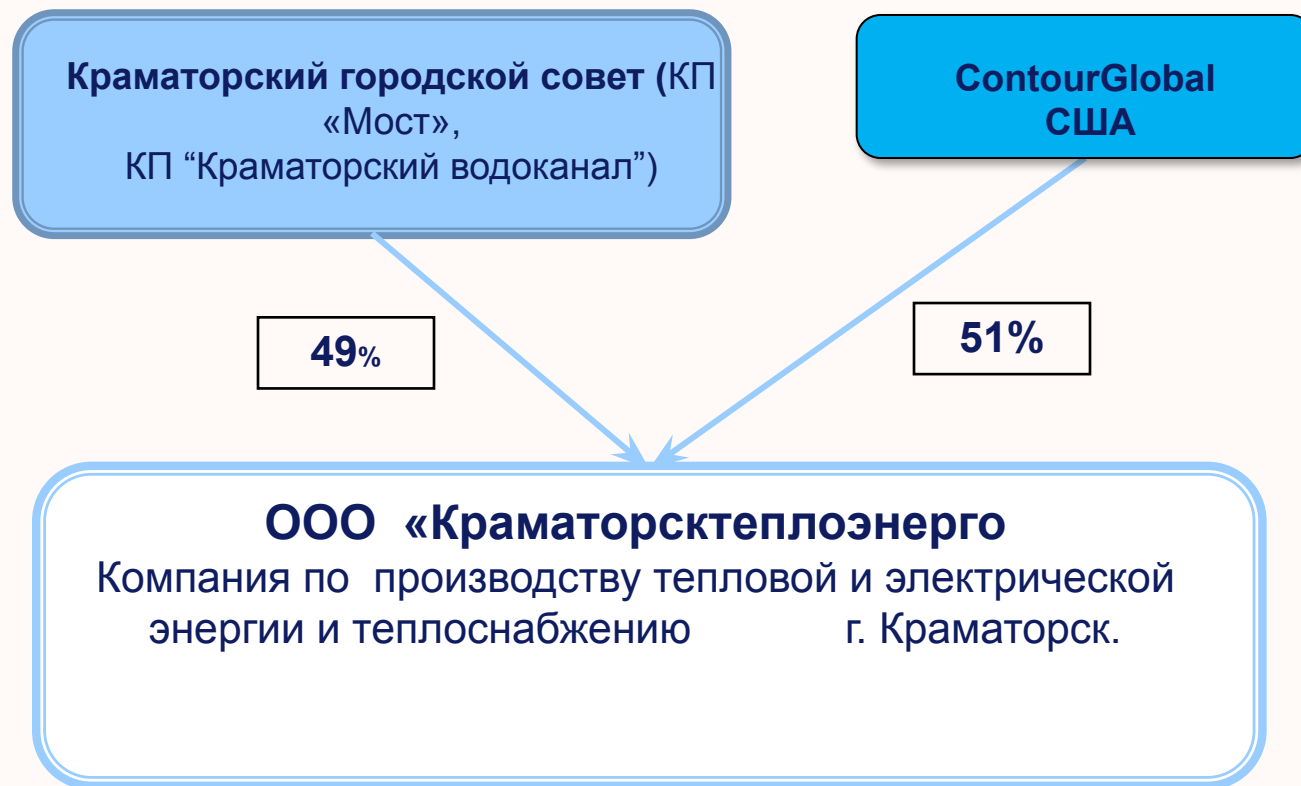 Краматорский городской совет (КП
«Мост»,
КП “Краматорский водоканал”)
ContourGlobal
США
49%
51%
ООО «Краматорсктеплоэнерго
Компания по производству тепловой и электрической
энергии и теплоснабжению г. Краматорск.